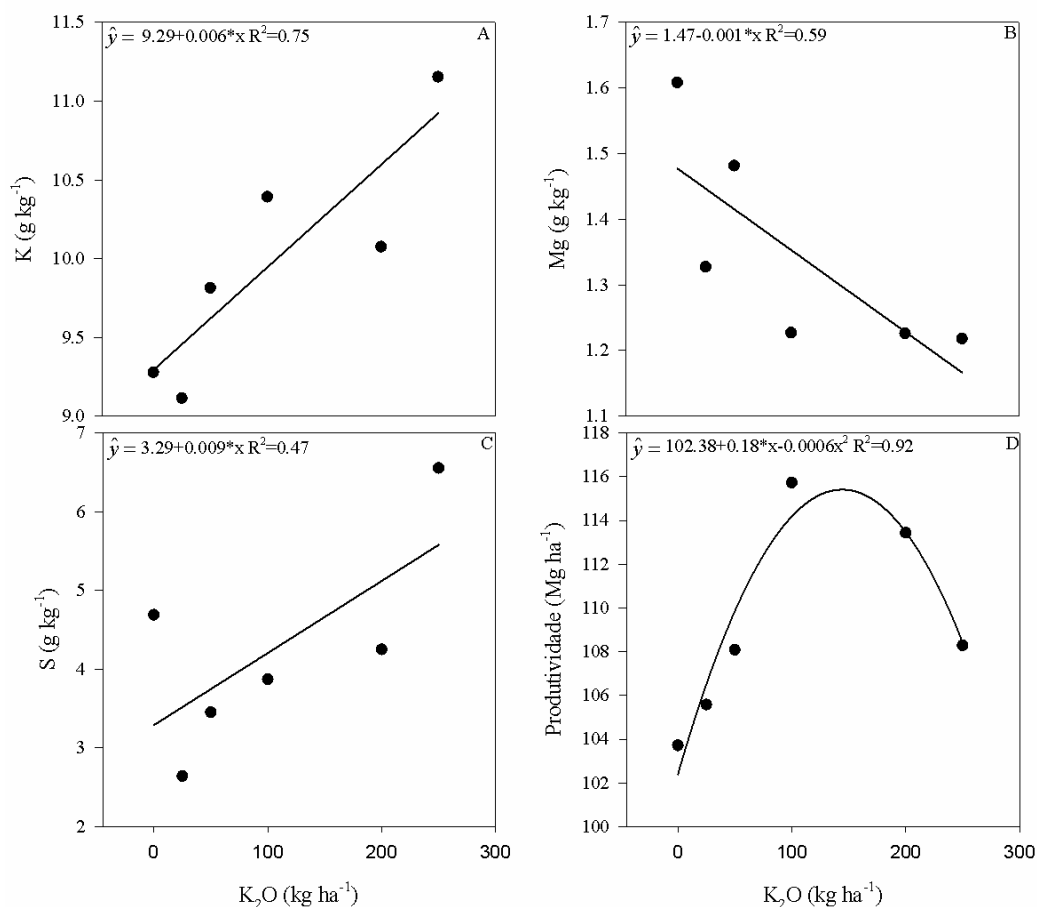 ŷ = 9.29+0.006*x R²=0.75
A
11.5
11.0
10.5
10.0
9.5
9.0
K (g kg⁻¹)
ŷ = 1.47-0.001*x R²=0.59
B
1.7
1.6
1.5
1.4
1.3
1.2
1.1
Mg (g kg⁻¹)
ŷ = 3.29+0.009*x R²=0.47
C
7
6
5
4
3
2
S (g kg⁻¹)
0 100 200 300
K₂O (kg ha⁻¹)
ŷ = 102.38+0.18*x-0.0006x² R²=0.92
D
118
116
114
112
110
108
106
104
102
100
Produtividade (Mg ha⁻¹)
0 100 200 300
K₂O (kg ha⁻¹)